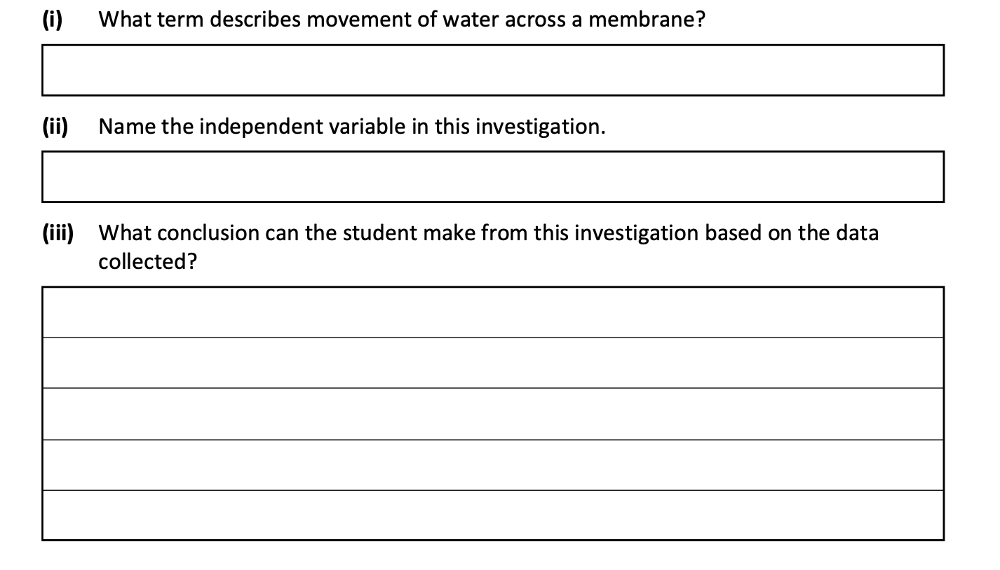 (i) What term describes movement of water across a membrane?
(ii) Name the independent variable in this investigation.
(iii) What conclusion can the student make from this investigation based on the data
collected?